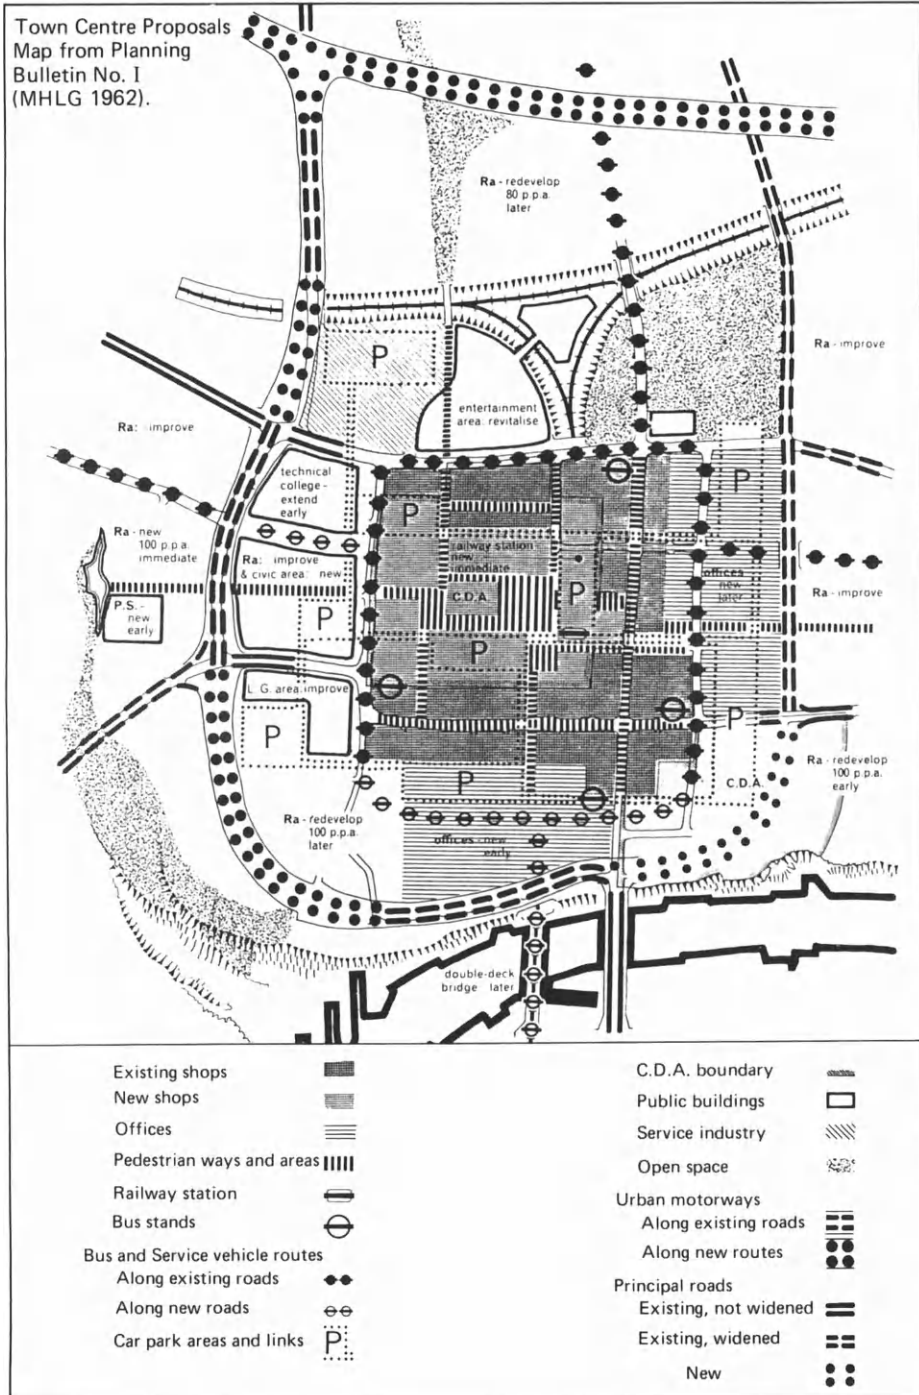 Town Centre Proposals
Map from Planning
Bulletin No. I
(MHLG 1962).
Ra - redevelop
80 p.p.a.
later
Ra - improve
P
entertainment
area: revitalise
Ra: improve
technical
college -
extend
early
P
P
Ra - new
100 p.p.a.
immediate
railway station -
new
immediate
Ra: improve
& civic area: new
offices
new
later
Ra - improve
C.D.A.
P
P
P.S. -
new
early
P
L.G. area: improve
P
P
P
C.D.A.
Ra - redevelop
100 p.p.a.
early
Ra - redevelop
100 p.p.a.
later
offices - new
early
double-deck
bridge later
Existing shops
New shops
Offices
Pedestrian ways and areas
Railway station
Bus stands
Bus and Service vehicle routes
Along existing roads
Along new roads
Car park areas and links P
C.D.A. boundary
Public buildings
Service industry
Open space
Urban motorways
Along existing roads
Along new routes
Principal roads
Existing, not widened
Existing, widened
New